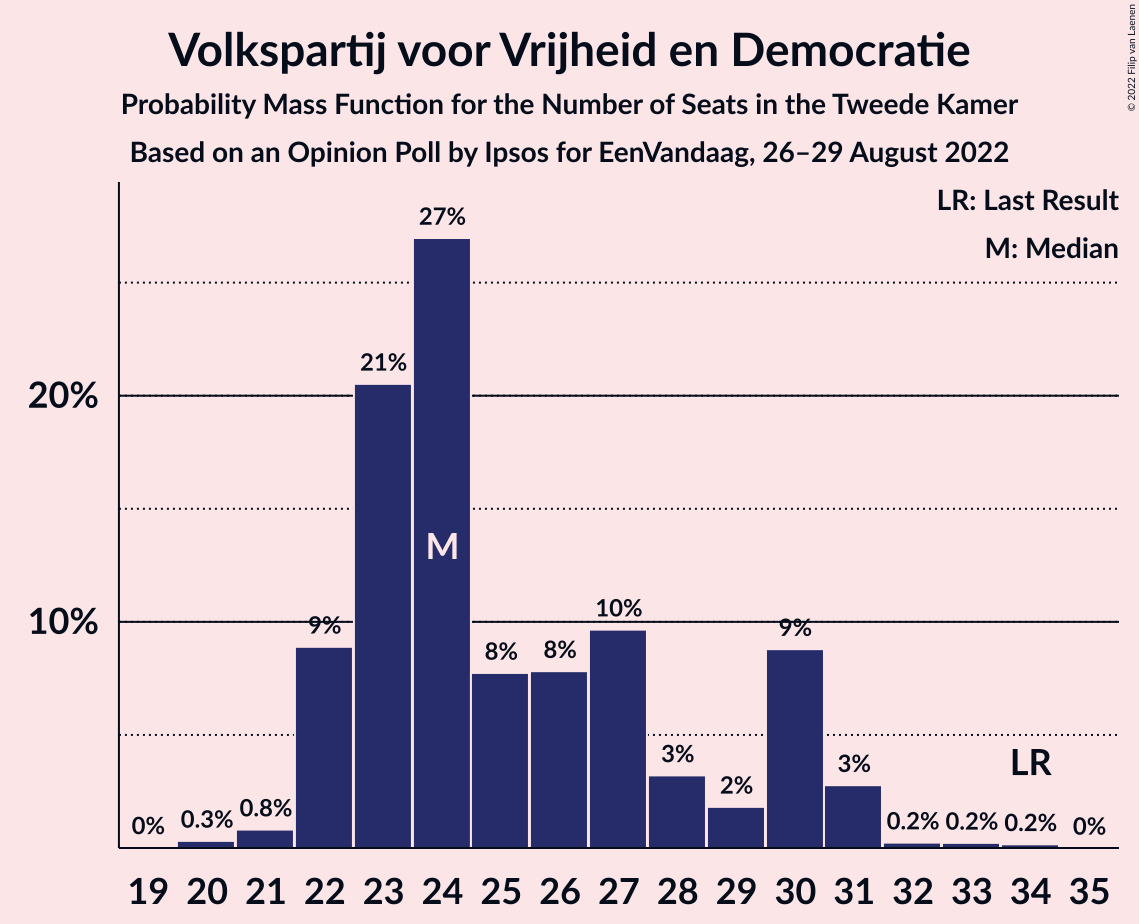 Volkspartij voor Vrijheid en Democratie
Probability Mass Function for the Number of Seats in the Tweede Kamer
Based on an Opinion Poll by Ipsos for EenVandaag, 26–29 August 2022
© 2022 Filip van Laenen
LR: Last Result
M: Median
20%
10%
0% 0.3% 0.8% 9% 21% 27% 8% 8% 10% 3% 2% 9% 3% 0.2% 0.2% 0.2% 0%
M
LR
19 20 21 22 23 24 25 26 27 28 29 30 31 32 33 34 35